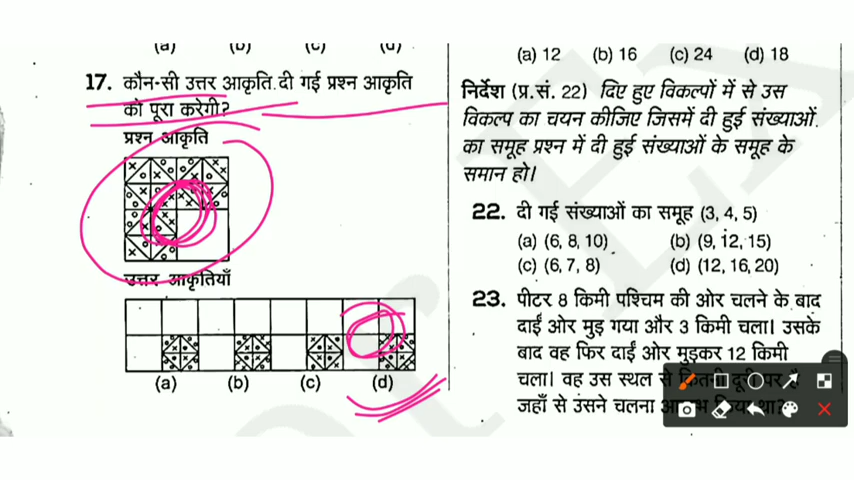 (a) (b) (c) (d)
17. कौन-सी उत्तर आकृति दी गई प्रश्न आकृति
को पूरा करेगी?
प्रश्न आकृति
उत्तर आकृतियाँ
(a) (b) (c) (d)
(a) 12 (b) 16 (c) 24 (d) 18
निर्देश (प्र.सं. 22) दिए हुए विकल्पों में से उस
विकल्प का चयन कीजिए जिसमें दी हुई संख्याओं.
का समूह प्रश्न में दी हुई संख्याओं के समूह के
समान हो।
22. दी गई संख्याओं का समूह (3, 4, 5)
(a) (6, 8, 10) (b) (9, 12, 15)
(c) (6, 7, 8) (d) (12, 16, 20)
23. पीटर 8 किमी पश्चिम की ओर चलने के बाद
दाईं ओर मुड़ गया और 3 किमी चला। उसके
बाद वह फिर दाईं ओर मुड़कर 12 किमी
चला। वह उस स्थल से कितनी दूरी पर है
जहाँ से उसने चलना किया था?